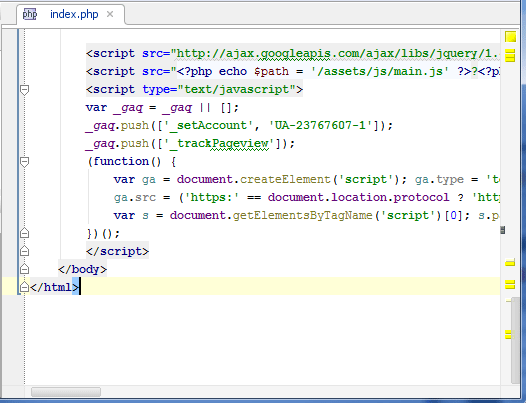 php index.php
<script src="http://ajax.googleapis.com/ajax/libs/jquery/1.
<script src="<?php echo $path = '/assets/js/main.js' ?>?<?p
<script type="text/javascript">
var _gaq = _gaq || [];
_gaq.push(['_setAccount', 'UA-23767607-1']);
_gaq.push(['_trackPageview']);
(function() {
var ga = document.createElement('script'); ga.type = 'te
ga.src = ('https:' == document.location.protocol ? 'http
var s = document.getElementsByTagName('script')[0]; s.p
})();
</script>
</body>
</html>